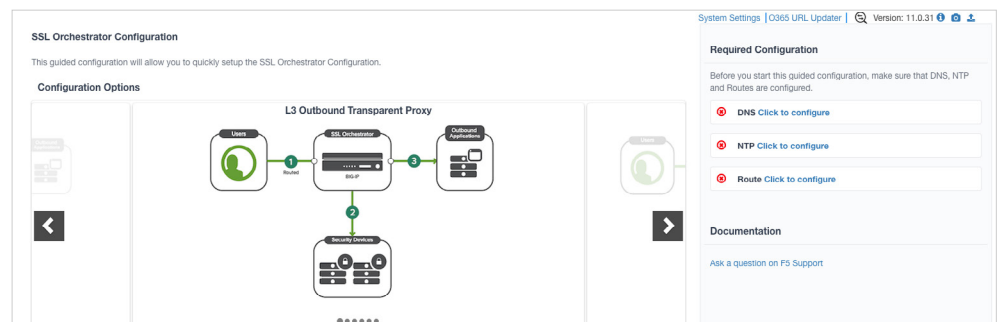 System Settings | O365 URL Updater | Version: 11.0.31
SSL Orchestrator Configuration
This guided configuration will allow you to quickly setup the SSL Orchestrator Configuration.
Configuration Options
L3 Outbound Transparent Proxy
Users
SSL Orchestrator
Outbound
Applications
1
3
Routed
BIG-IP
2
Security Devices
Users
Required Configuration
Before you start this guided configuration, make sure that DNS, NTP
and Routes are configured.
DNS Click to configure
NTP Click to configure
Route Click to configure
Documentation
Ask a question on F5 Support